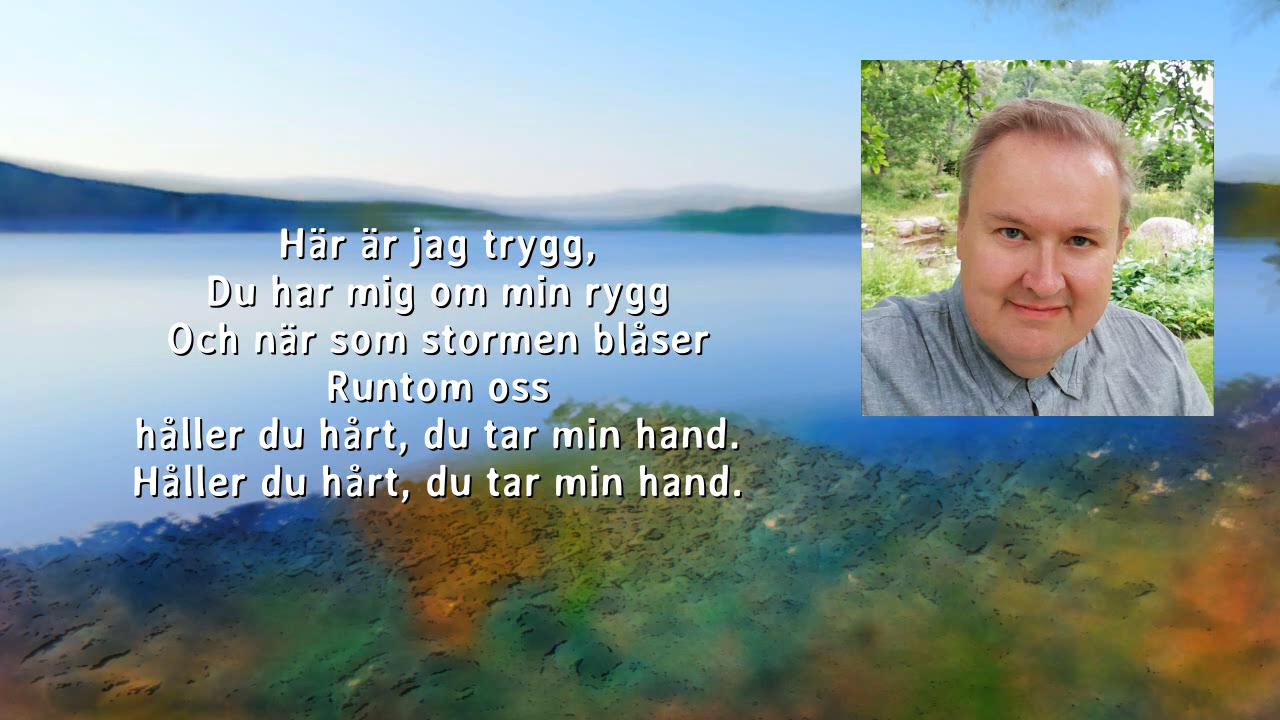 Här är jag trygg,
Du har mig om min rygg
Och när som stormen blåser
Runtom oss
håller du hårt, du tar min hand.
Håller du hårt, du tar min hand.